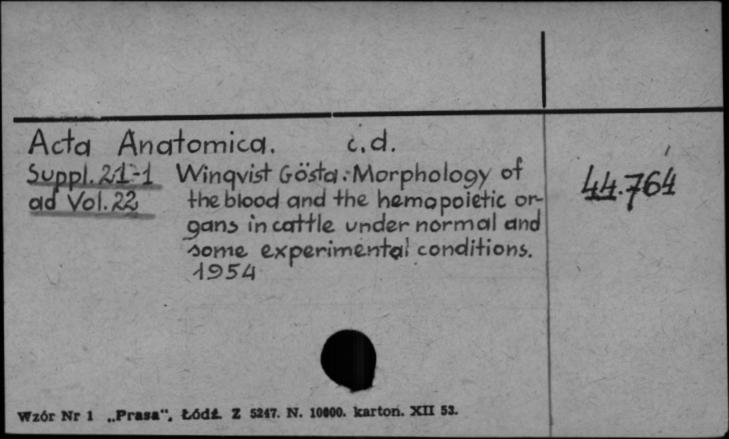 Acta Anatomica. c.d.
Suppl. 21-1 Winqvist Gösta: Morphology of
ad Vol. 22 the blood and the hemopoietic or-
gans in cattle under normal and
some experimental conditions.
1954
44.764
Wzór Nr 1 „Prasa", Łódź. Z 5247. N. 10000. karton. XII 53.